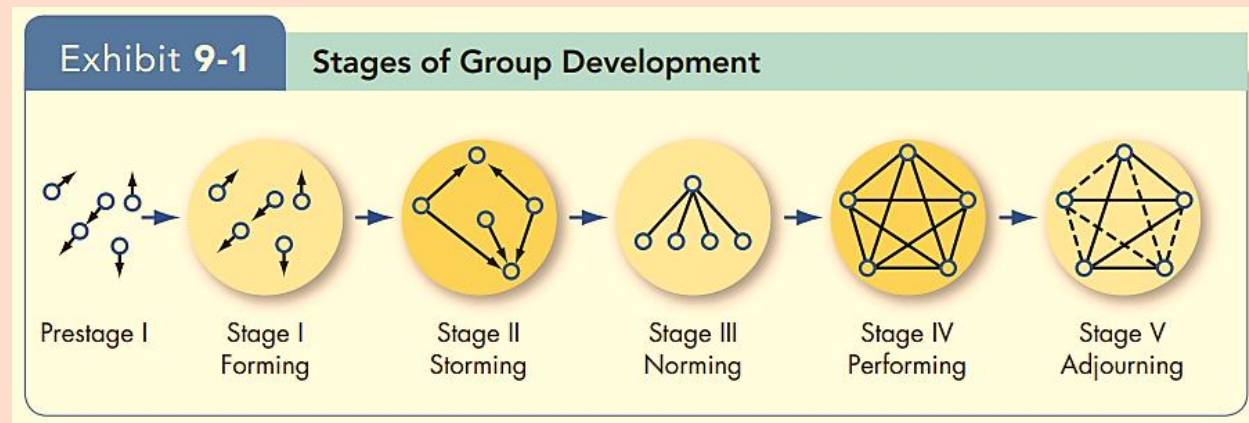 Exhibit 9-1
Stages of Group Development
Prestage I
Stage I
Forming
Stage II
Storming
Stage III
Norming
Stage IV
Performing
Stage V
Adjourning